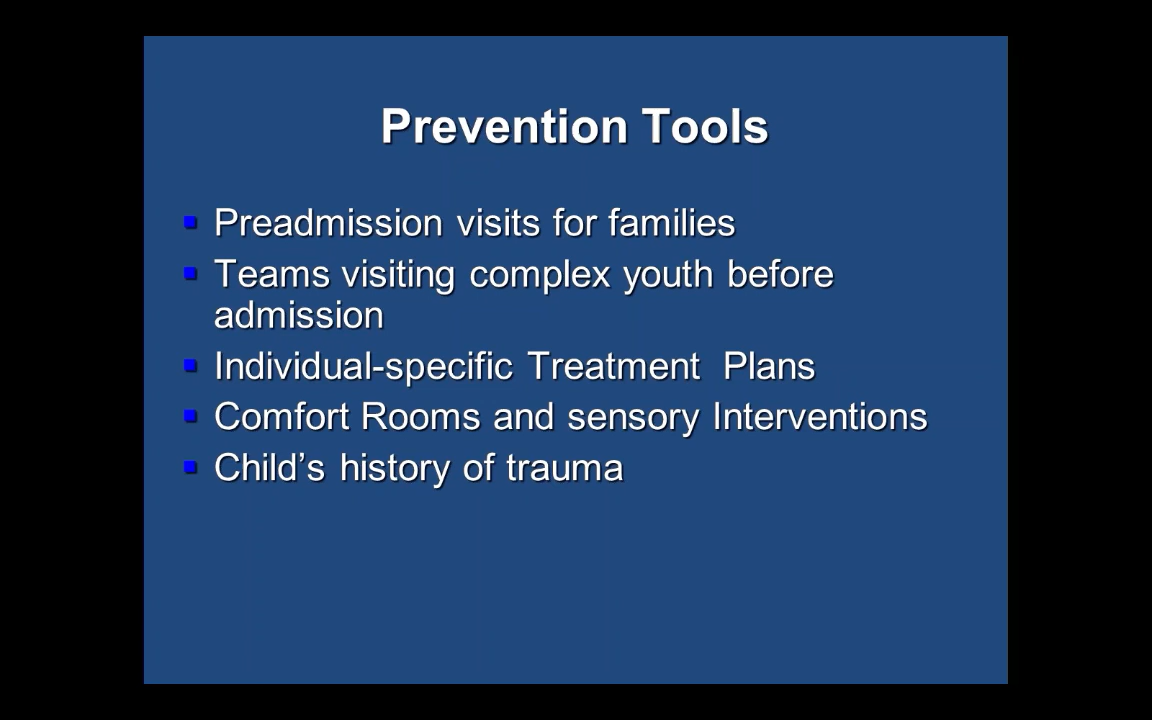 Prevention Tools
Preadmission visits for families
Teams visiting complex youth before
admission
Individual-specific Treatment  Plans
Comfort Rooms and sensory Interventions
Child’s history of trauma